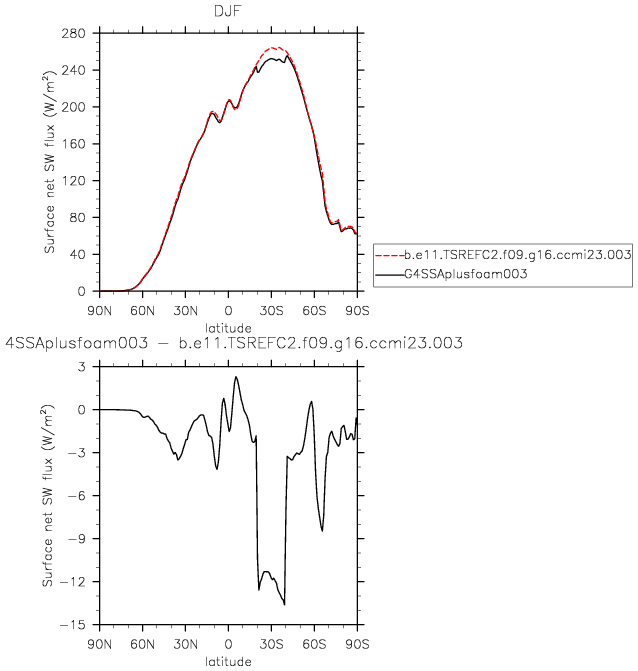 DJF
Surface net SW flux (W/m²)
280
240
200
160
120
80
40
0
90N 60N 30N 0 30S 60S 90S
latitude
b.e11.TSREFC2.f09.g16.ccmi23.003
G4SSAplusfoam003
4SSAplusfoam003 − b.e11.TSREFC2.f09.g16.ccmi23.003
Surface net SW flux (W/m²)
3
0
−3
−6
−9
−12
−15
90N 60N 30N 0 30S 60S 90S
latitude